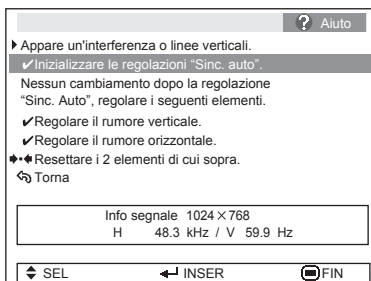 ? Aiuto
Appare un'interferenza o linee verticali.
✔Inizializzare le regolazioni “Sinc. auto”.
Nessun cambiamento dopo la regolazione
“Sinc. Auto”, regolare i seguenti elementi.
✔Regolare il rumore verticale.
✔Regolare il rumore orizzontale.
Resettare i 2 elementi di cui sopra.
Torna
Info segnale 1024×768
H 48.3 kHz / V 59.9 Hz
SEL INSER FIN